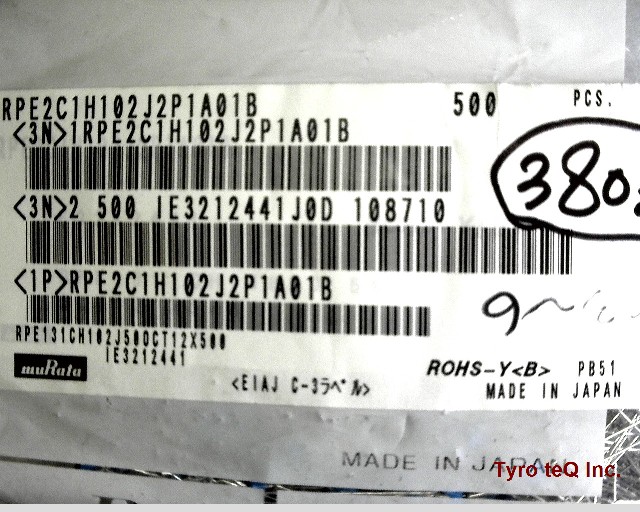 RPE2C1H102J2P1A01B 500 PCS.
<3N>1RPE2C1H102J2P1A01B
380
<3N>2 500 IE3212441J0D 108710
<1P>RPE2C1H102J2P1A01B
RPE131CH102J50OCT12X500
IE3212441
muRata
<EIAJ C-3ラベル>
ROHS-Y<B> PB51
MADE IN JAPAN
MADE IN JAPAN
Tyro teQ Inc.